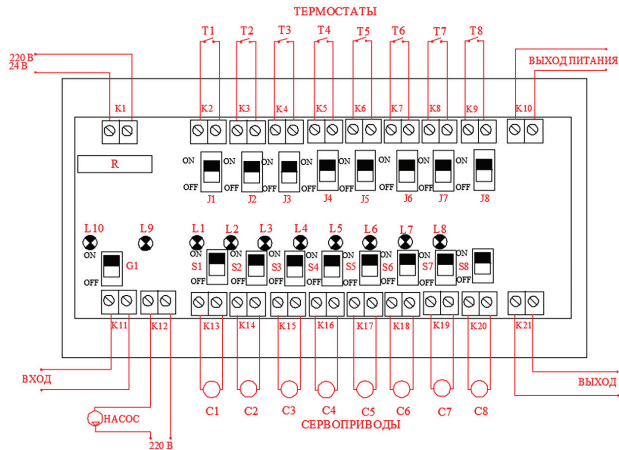 ТЕРМОСТАТЫ
T1 T2 T3 T4 T5 T6 T7 T8
220 В
24 В
ВЫХОД ПИТАНИЯ
K1 K2 K3 K4 K5 K6 K7 K8 K9 K10
R
ON ON ON ON ON ON ON ON
OFF OFF OFF OFF OFF OFF OFF OFF
J1 J2 J3 J4 J5 J6 J7 J8
L10 L9 L1 L2 L3 L4 L5 L6 L7 L8
ON ON ON ON ON ON ON ON ON
G1 S1 S2 S3 S4 S5 S6 S7 S8
OFF OFF OFF OFF OFF OFF OFF OFF OFF
K11 K12 K13 K14 K15 K16 K17 K18 K19 K20 K21
ВХОД
ВЫХОД
C1 C2 C3 C4 C5 C6 C7 C8
НАСОС
СЕРВОПРИВОДЫ
220 В